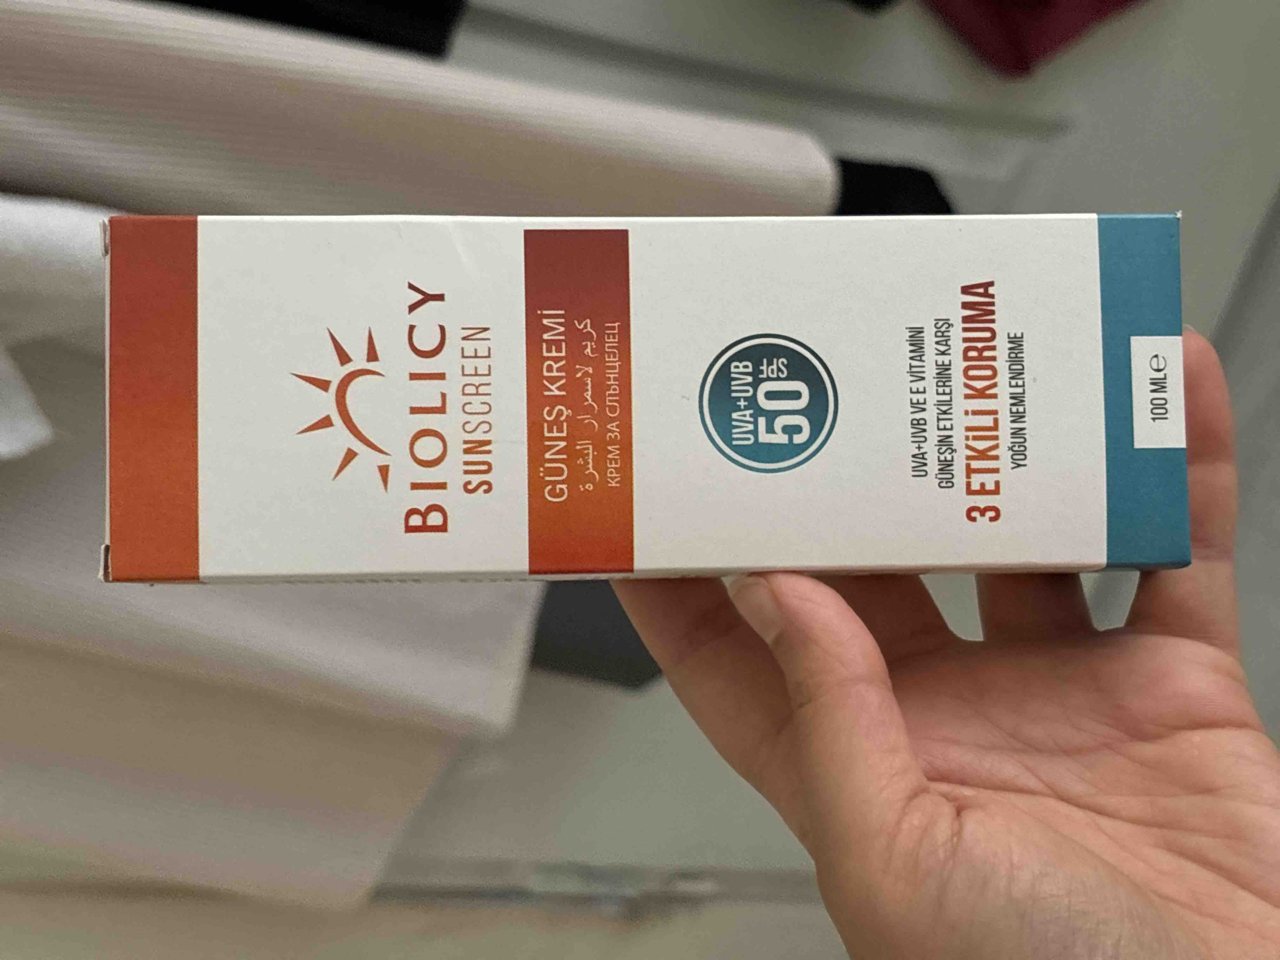 BIOLICY
SUNSCREEN
GÜNEŞ KREMİ
كريم لاسمرار البشرة
КРЕМ ЗА СЛЪНЦЕЛЕЦ
UVA+UVB
50+
spf
UVA+UVB VE E VİTAMİNİ
GÜNEŞİN ETKİLERİNE KARŞI
3 ETKİLİ KORUMA
YOĞUN NEMLENDİRME
100 ML ℮